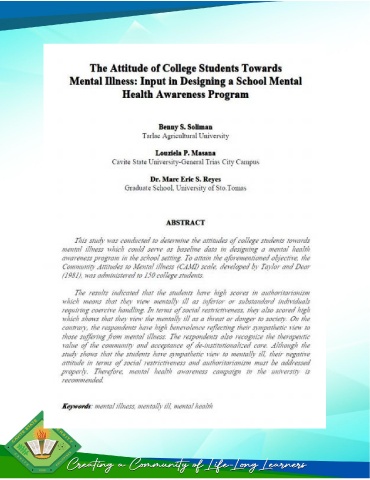 The Attitude of College Students Towards
Mental Illness: Input in Designing a School Mental
Health Awareness Program
Benny S. Soliman
Tarlac Agricultural University
Louziela P. Masana
Cavite State University-General Trias City Campus
Dr. Marc Eric S. Reyes
Graduate School, University of Sto.Tomas
ABSTRACT
This study was conducted to determine the attitudes of college students towards
mental illness which could serve as baseline data in designing a mental health
awareness program in the school setting. To attain the aforementioned objective, the
Community Attitudes to Mental illness (CAMI) scale, developed by Taylor and Dear
(1981), was administered to 150 college students.
The results indicated that the students have high scores in authoritarianism
which means that they view mentally ill as inferior or substandard individuals
requiring coercive handling. In terms of social restrictiveness, they also scored high
which shows that they view the mentally ill as a threat or danger to society. On the
contrary, the respondents have high benevolence reflecting their sympathetic view to
those suffering from mental illness. The respondents also recognize the therapeutic
value of the community and acceptance of de-institutionalized care. Although the
study shows that the students have sympathetic view to mentally ill, their negative
attitude in terms of social restrictiveness and authoritarianism must be addressed
properly. Therefore, mental health awareness campaign in the university is
recommended.
Keywords: mental illness, mentally ill, mental health
Creating a Community of Life-Long Learners